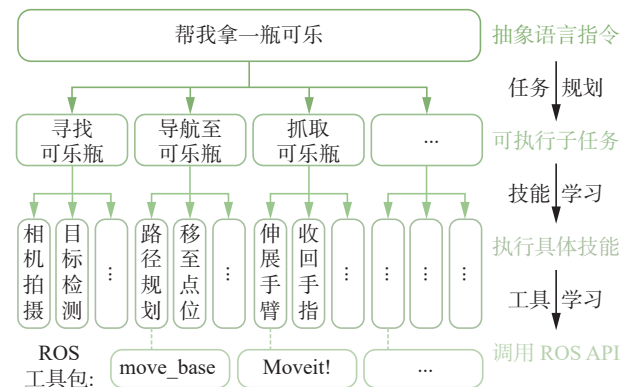 帮我拿一瓶可乐
抽象语言指令
任务 规划
寻找
可乐瓶
导航至
可乐瓶
抓取
可乐瓶
...
可执行子任务
技能 学习
相机拍摄
目标检测
...
路径规划
移至点位
...
伸展手臂
收回手指
...
...
...
...
执行具体技能
工具 学习
ROS
工具包:
move_base
Moveit!
...
调用 ROS API